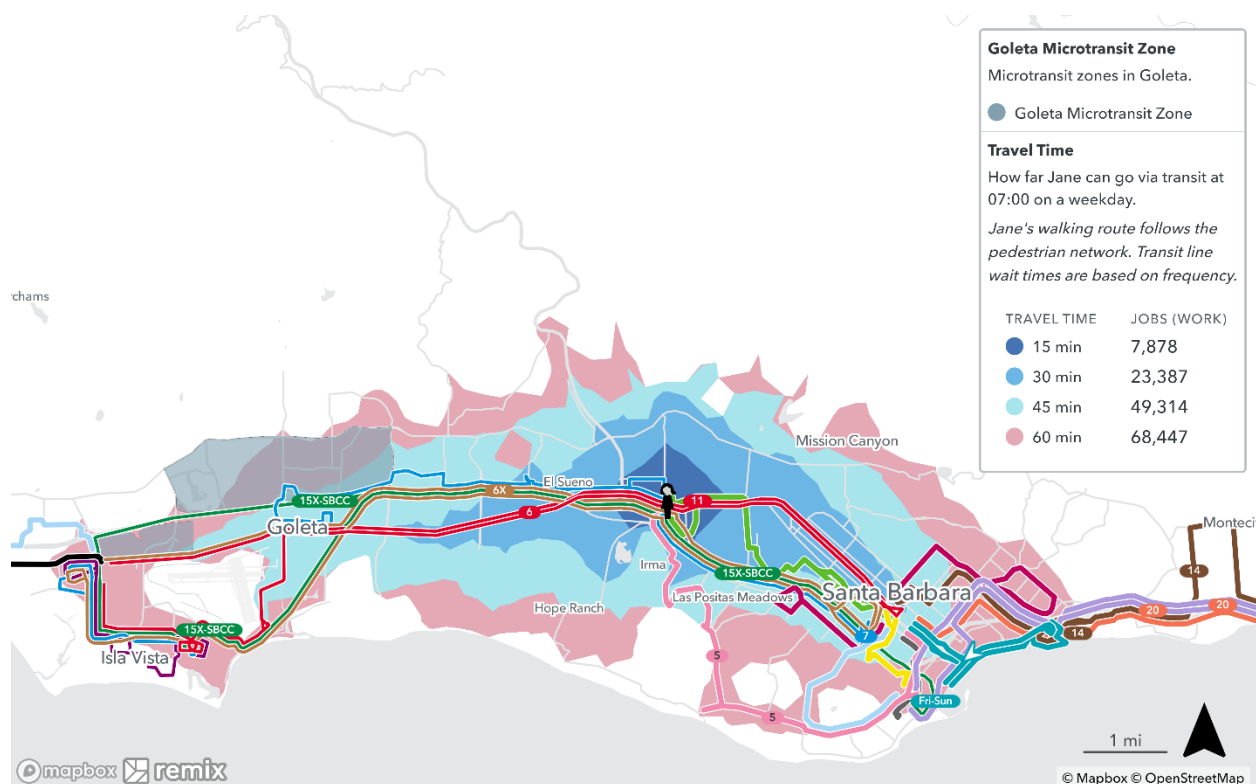 Goleta Microtransit Zone
Microtransit zones in Goleta.
Goleta Microtransit Zone
Travel Time
How far Jane can go via transit at
07:00 on a weekday.
Jane's walking route follows the
pedestrian network. Transit line
wait times are based on frequency.
TRAVEL TIME JOBS (WORK)
15 min 7,878
30 min 23,387
45 min 49,314
60 min 68,447
rchams
Mission Canyon
El Sueno
6X
15X-SBCC
11
6
Goleta
Montecit
Irma
15X-SBCC
14
Las Positas Meadows
Santa Barbara
Hope Ranch
20
20
15X-SBCC
14
7
9
Isla Vista
5
Fri-Sun
5
1 mi
mapbox remix
© Mapbox © OpenStreetMap